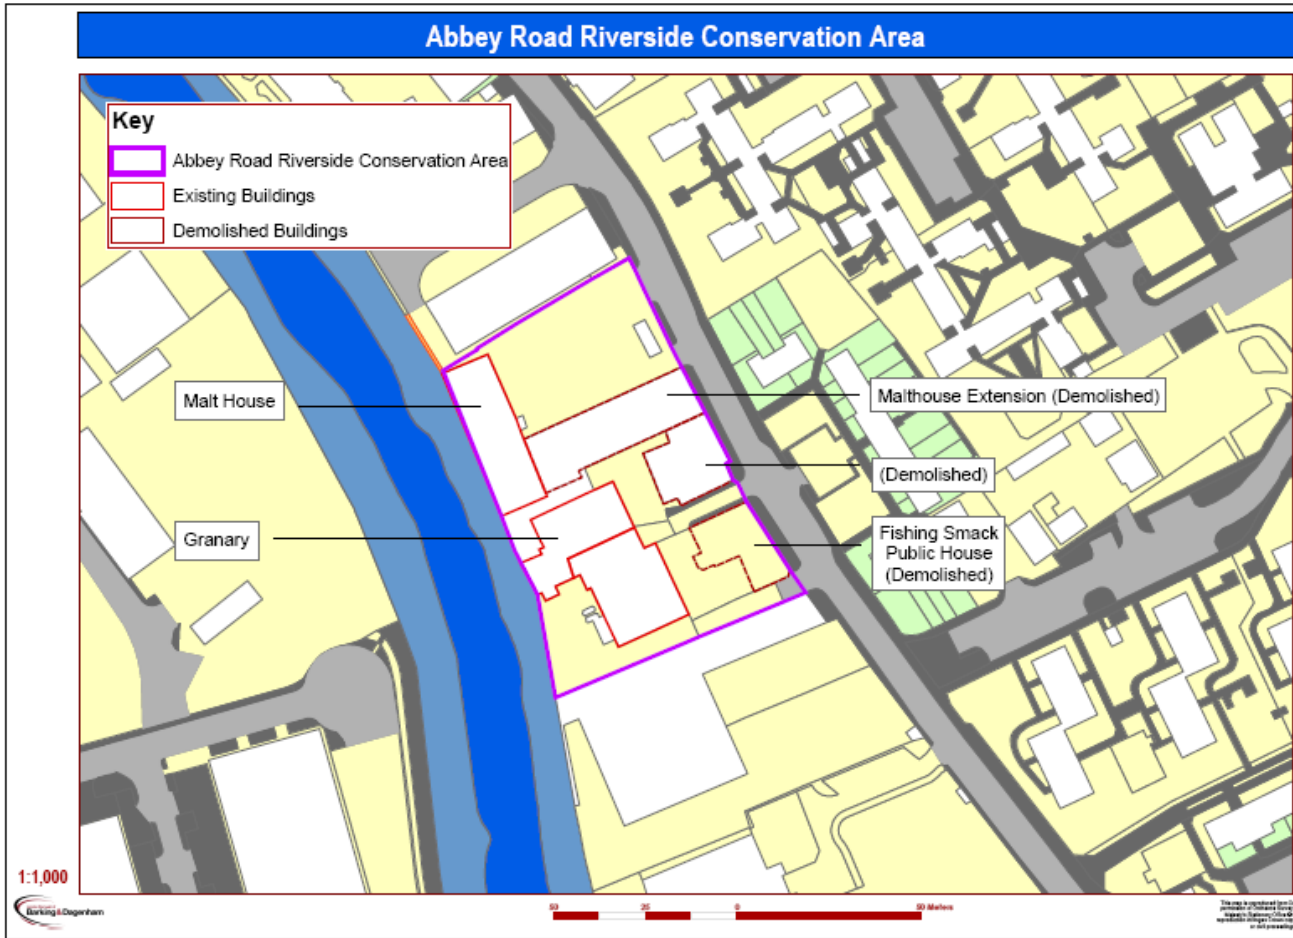 Abbey Road Riverside Conservation Area
Key
Abbey Road Riverside Conservation Area
Existing Buildings
Demolished Buildings
Malt House
Malthouse Extension (Demolished)
(Demolished)
Granary
Fishing Smack
Public House
(Demolished)
1:1,000
Barking & Dagenham
50 25 0 50 Meters